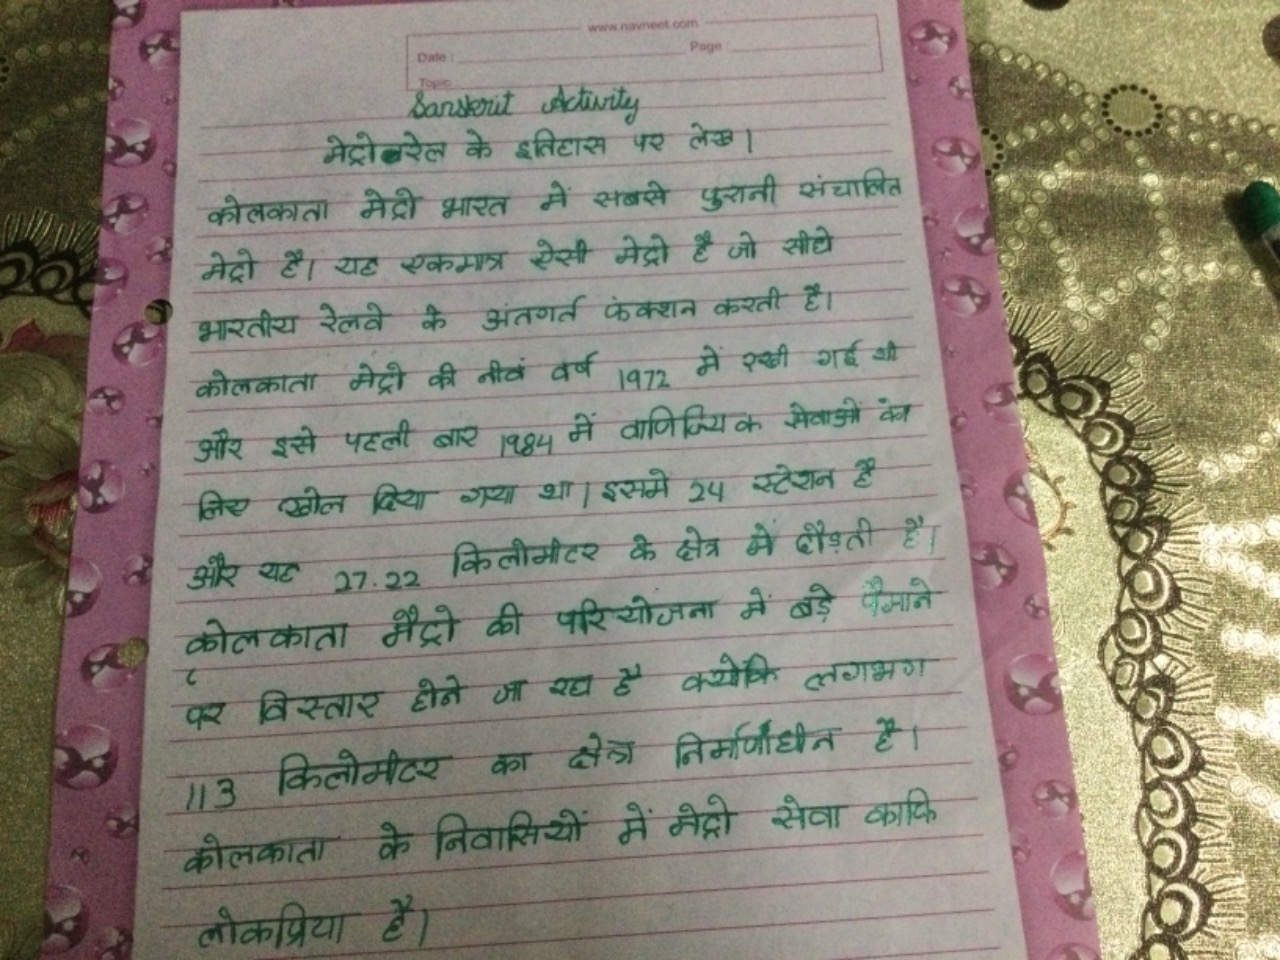 www.navneet.com
Date :
Page :
Topic
Sanskrit Activity
मेट्रो रेल के इतिहास पर लेख।
कोलकाता मेट्रो भारत में सबसे पुरानी संचालित
मेट्रो है। यह एकमात्र ऐसी मेट्रो है जो सीधे
भारतीय रेलवे के अंतगर्त फंक्शन करती है।
कोलकाता मेट्रो की नीवं वर्ष 1972 में रखी गई थी
और इसे पहली बार 1984 में वाणिज्यिक सेवाओं के
लिए खोल दिया गया था। इसमे 24 स्टेशन है
और यह 27.22 किलोमीटर के क्षेत्र में दौड़ती है।
कोलकाता मैट्रो की परियोजना में बड़े पैमाने
पर विस्तार होने जा रहा है क्योकि लगभग
113 किलोमीटर का क्षेत्र निर्माणाधीन है।
कोलकाता के निवासियों में मेट्रो सेवा काफि
लोकप्रिया है।